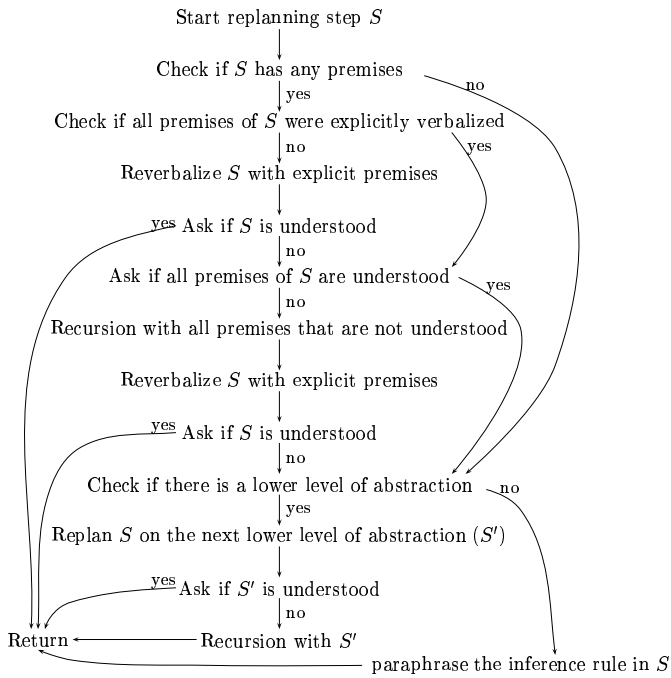 Start replanning step S
Check if S has any premises
no
yes
Check if all premises of S were explicitly verbalized
yes
no
Reverbalize S with explicit premises
yes Ask if S is understood
no
Ask if all premises of S are understood
yes
no
Recursion with all premises that are not understood
Reverbalize S with explicit premises
yes Ask if S is understood
no
Check if there is a lower level of abstraction
no
yes
Replan S on the next lower level of abstraction (S′)
yes Ask if S′ is understood
no
Return
Recursion with S′
paraphrase the inference rule in S